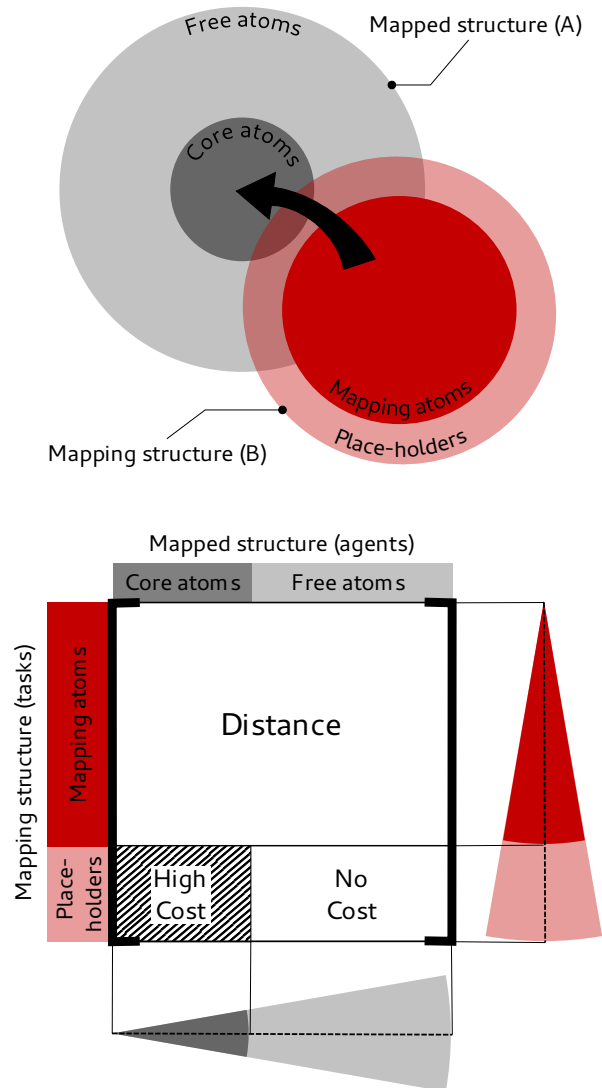 Free atoms
Mapped structure (A)
Core atoms
Mapping atoms
Place-holders
Mapping structure (B)
Mapped structure (agents)
Core atoms
Free atoms
Mapping structure (tasks)
Mapping atoms
Distance
Place-
holders
High
Cost
No
Cost